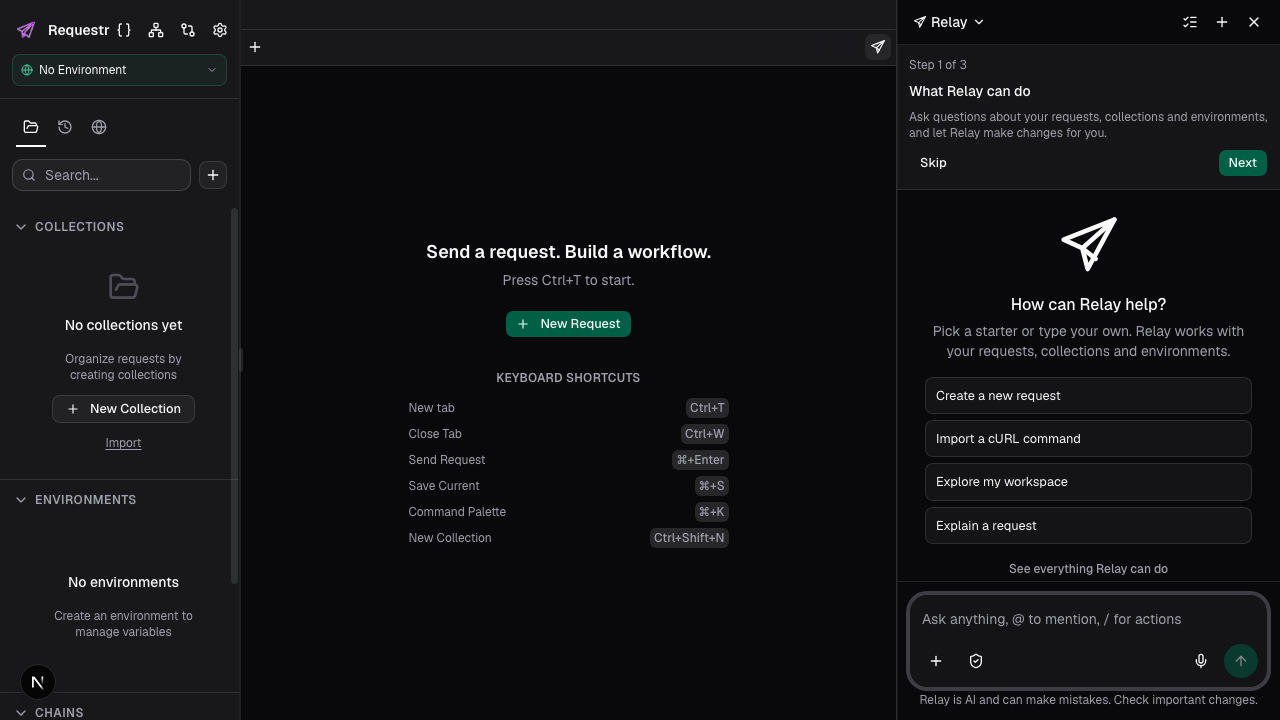 Requestr
No Environment
Search...
COLLECTIONS
No collections yet
Organize requests by
creating collections
New Collection
Import
ENVIRONMENTS
No environments
Create an environment to
manage variables
N
CHAINS
Send a request. Build a workflow.
Press Ctrl+T to start.
New Request
KEYBOARD SHORTCUTS
New tab Ctrl+T
Close Tab Ctrl+W
Send Request ⌘+Enter
Save Current ⌘+S
Command Palette ⌘+K
New Collection Ctrl+Shift+N
Relay
Step 1 of 3
What Relay can do
Ask questions about your requests, collections and environments,
and let Relay make changes for you.
Skip Next
How can Relay help?
Pick a starter or type your own. Relay works with
your requests, collections and environments.
Create a new request
Import a cURL command
Explore my workspace
Explain a request
See everything Relay can do
Ask anything, @ to mention, / for actions
Relay is AI and can make mistakes. Check important changes.